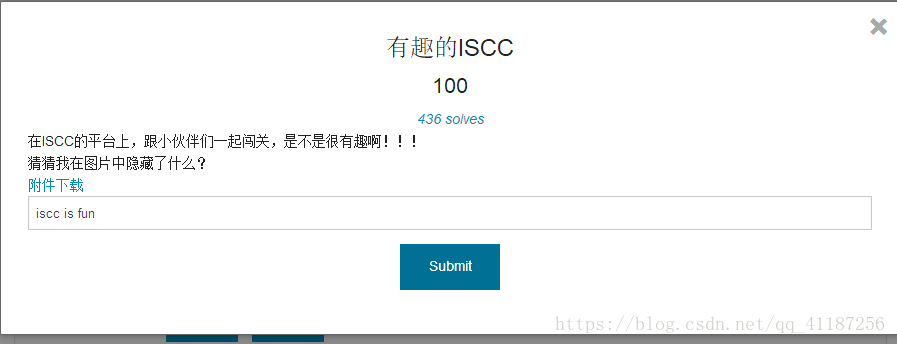 有趣的ISCC
100
436 solves
在ISCC的平台上，跟小伙伴们一起闯关，是不是很有趣啊！！！
猜猜我在图片中隐藏了什么？
附件下载
iscc is fun
Submit
https://blog.csdn.net/qq_41187256